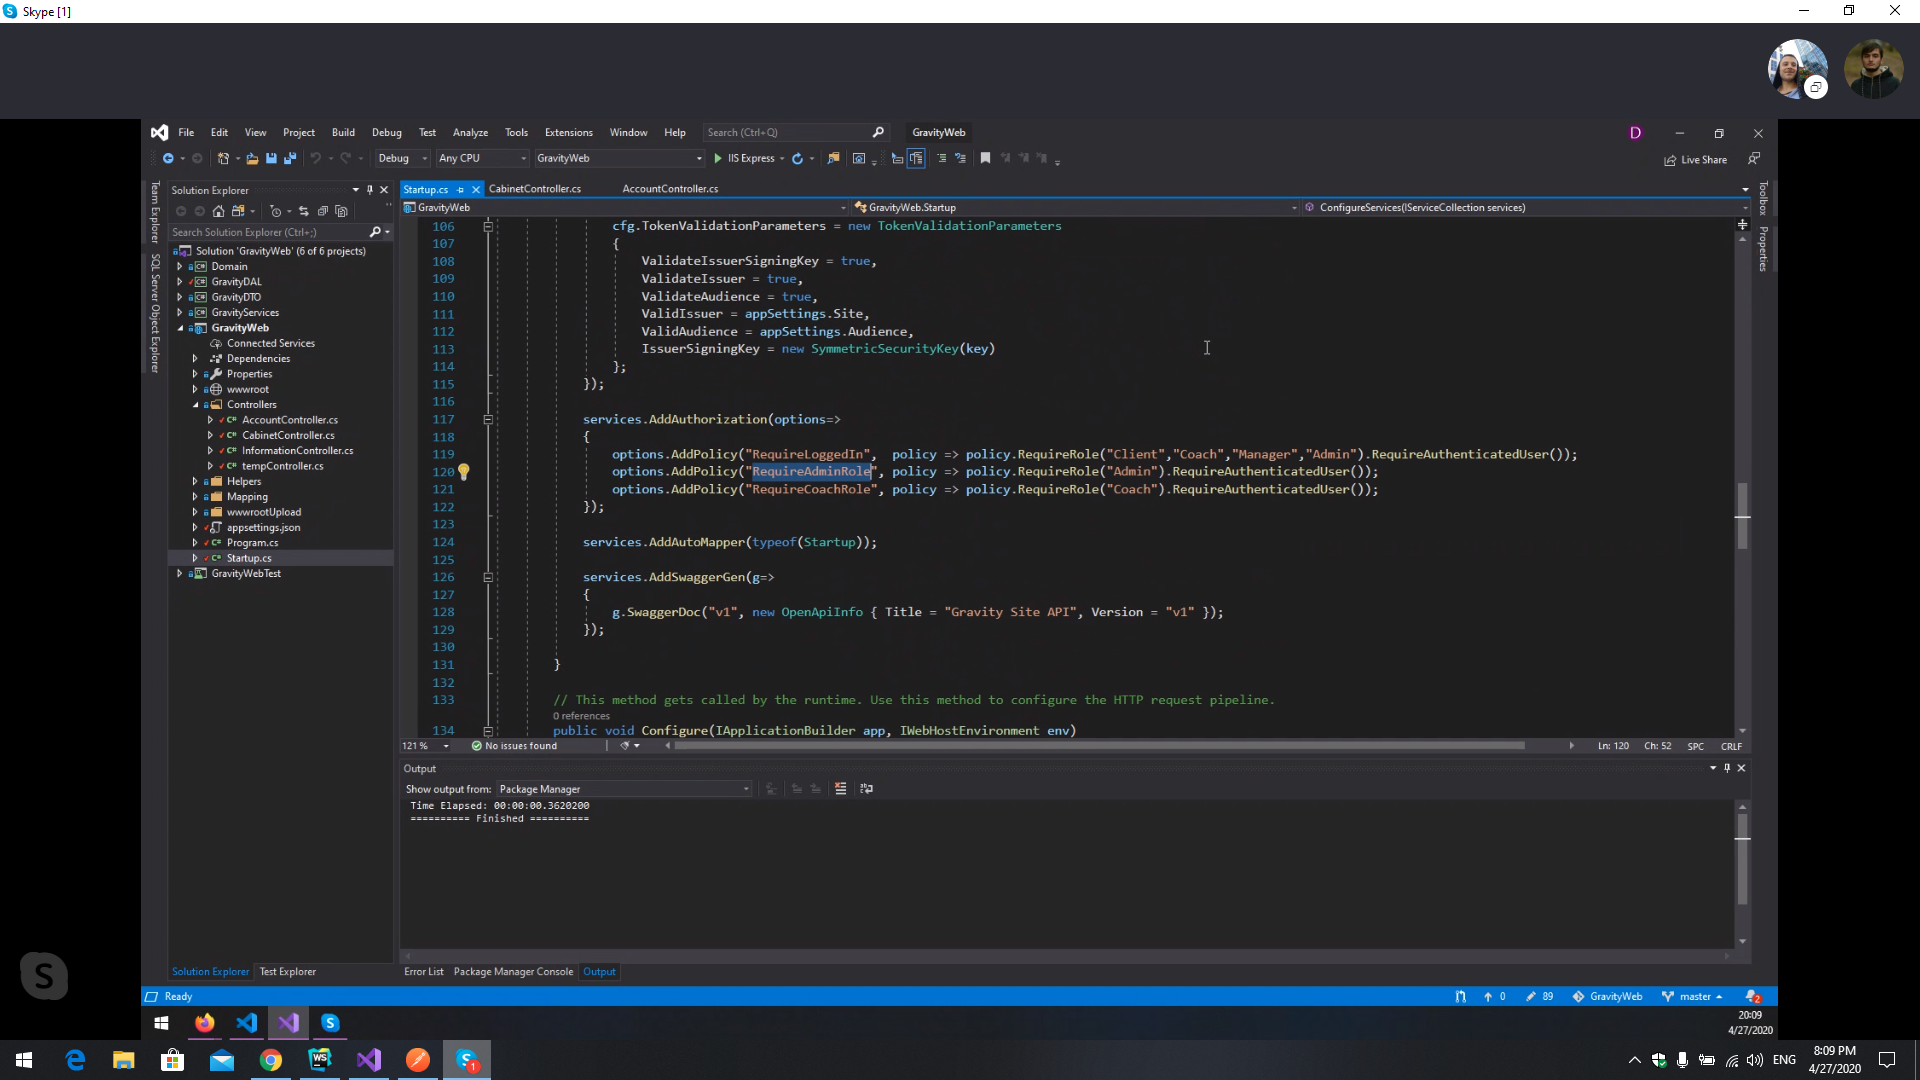 Skype [1]
File Edit View Project Build Debug Test Analyze Tools Extensions Window Help Search (Ctrl+Q) GravityWeb D
Debug Any CPU GravityWeb IIS Express Live Share
Team Explorer
SQL Server Object Explorer
Solution Explorer
Search Solution Explorer (Ctrl+;)
Solution 'GravityWeb' (6 of 6 projects)
Domain
GravityDAL
GravityDTO
GravityServices
GravityWeb
Connected Services
Dependencies
Properties
wwwroot
Controllers
AccountController.cs
CabinetController.cs
InformationController.cs
tempController.cs
Helpers
Mapping
wwwrootUpload
appsettings.json
Program.cs
Startup.cs
GravityWebTest
Solution Explorer Test Explorer
Startup.cs CabinetController.cs AccountController.cs
GravityWeb GravityWeb.Startup ConfigureServices(IServiceCollection services)
106 cfg.TokenValidationParameters = new TokenValidationParameters
107 {
108 ValidateIssuerSigningKey = true,
109 ValidateIssuer = true,
110 ValidateAudience = true,
111 ValidIssuer = appSettings.Site,
112 ValidAudience = appSettings.Audience,
113 IssuerSigningKey = new SymmetricSecurityKey(key)
114 };
115 });
116
117 services.AddAuthorization(options=>
118 {
119 options.AddPolicy("RequireLoggedIn", policy => policy.RequireRole("Client","Coach","Manager","Admin").RequireAuthenticatedUser());
120 options.AddPolicy("RequireAdminRole", policy => policy.RequireRole("Admin").RequireAuthenticatedUser());
121 options.AddPolicy("RequireCoachRole", policy => policy.RequireRole("Coach").RequireAuthenticatedUser());
122 });
123
124 services.AddAutoMapper(typeof(Startup));
125
126 services.AddSwaggerGen(g=>
127 {
128 g.SwaggerDoc("v1", new OpenApiInfo { Title = "Gravity Site API", Version = "v1" });
129 });
130
131 }
132
133 // This method gets called by the runtime. Use this method to configure the HTTP request pipeline.
0 references
134 public void Configure(IApplicationBuilder app, IWebHostEnvironment env)
121 % No issues found Ln: 120 Ch: 52 SPC CRLF
Toolbox
Properties
Output
Show output from: Package Manager
Time Elapsed: 00:00:00.3620200
========== Finished ==========
Error List Package Manager Console Output
Ready 0 89 GravityWeb master 2
20:09
4/27/2020
WS
ENG
8:09 PM
4/27/2020